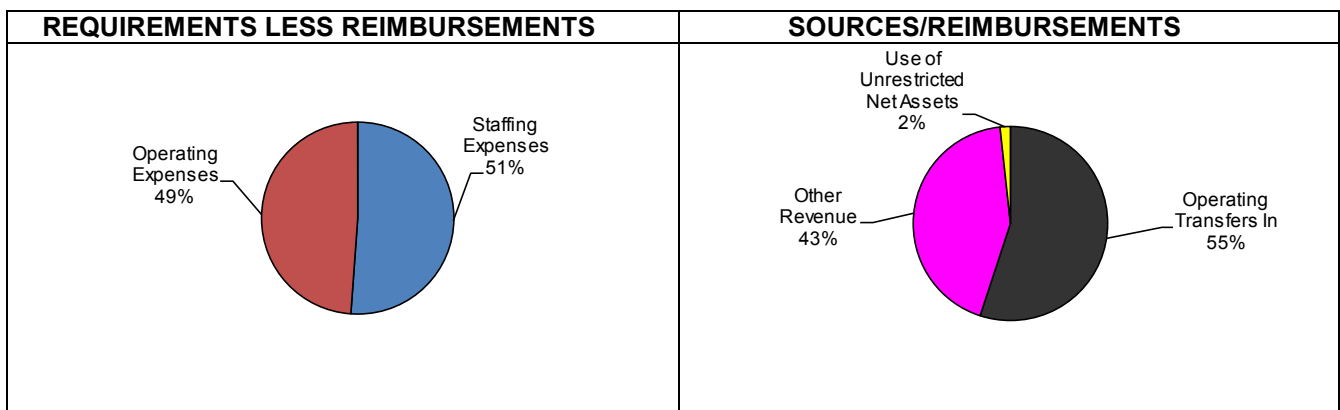 REQUIREMENTS LESS REIMBURSEMENTS
Operating
Expenses
49%
Staffing
Expenses
51%
SOURCES/REIMBURSEMENTS
Use of
Unrestricted
Net Assets
2%
Other
Revenue
43%
Operating
Transfers In
55%